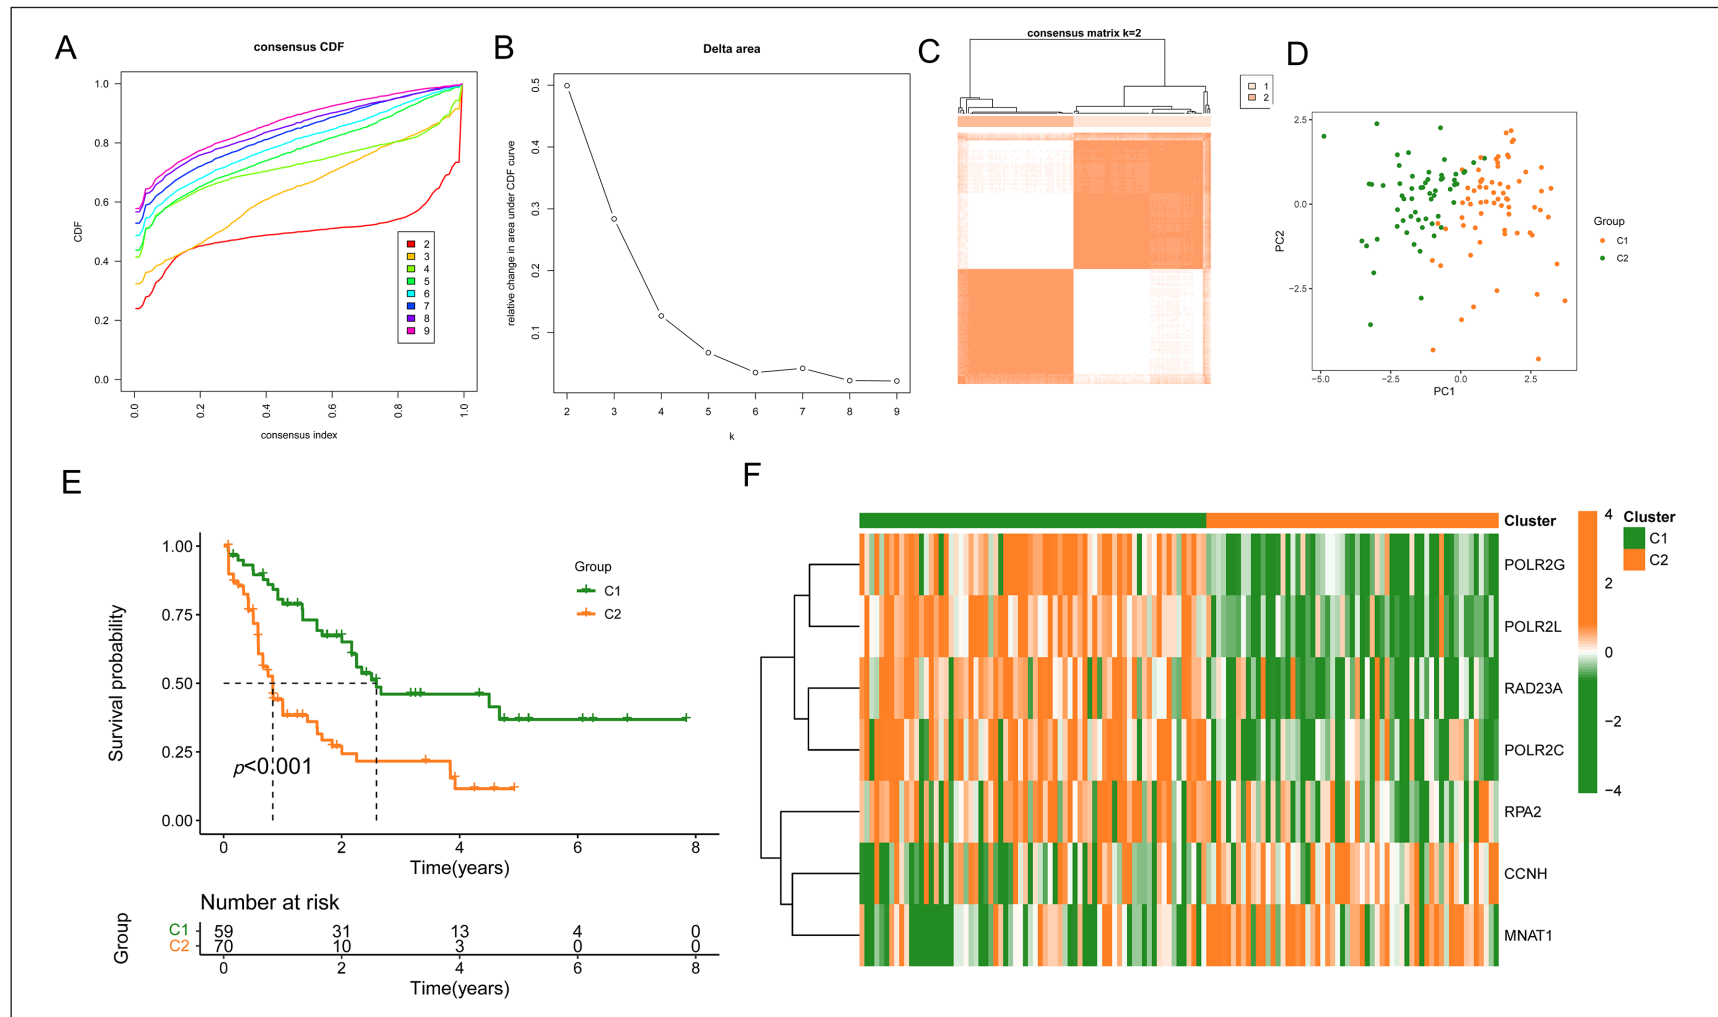 A
consensus CDF
CDF
1.0
0.8
0.6
0.4
0.2
0.0
0.0 0.2 0.4 0.6 0.8 1.0
consensus index
2
3
4
5
6
7
8
9
B
Delta area
relative change in area under CDF curve
0.5
0.4
0.3
0.2
0.1
2 3 4 5 6 7 8 9
k
C
consensus matrix k=2
1
2
D
PC2
2.5
0.0
−2.5
−5.0 −2.5 0.0 2.5
PC1
Group
C1
C2
E
Survival probability
1.00
0.75
0.50
0.25
0.00
Group
C1
C2
p<0.001
0 2 4 6 8
Time(years)
Number at risk
Group
C1 59 31 13 4 0
C2 70 10 3 0 0
0 2 4 6 8
Time(years)
F
Cluster
POLR2G
POLR2L
RAD23A
POLR2C
RPA2
CCNH
MNAT1
4
2
0
−2
−4
Cluster
C1
C2